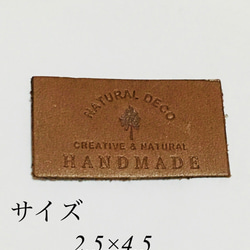 NATURAL DECO
CREATIVE & NATURAL
HANDMADE
サイズ
2.5×4.5